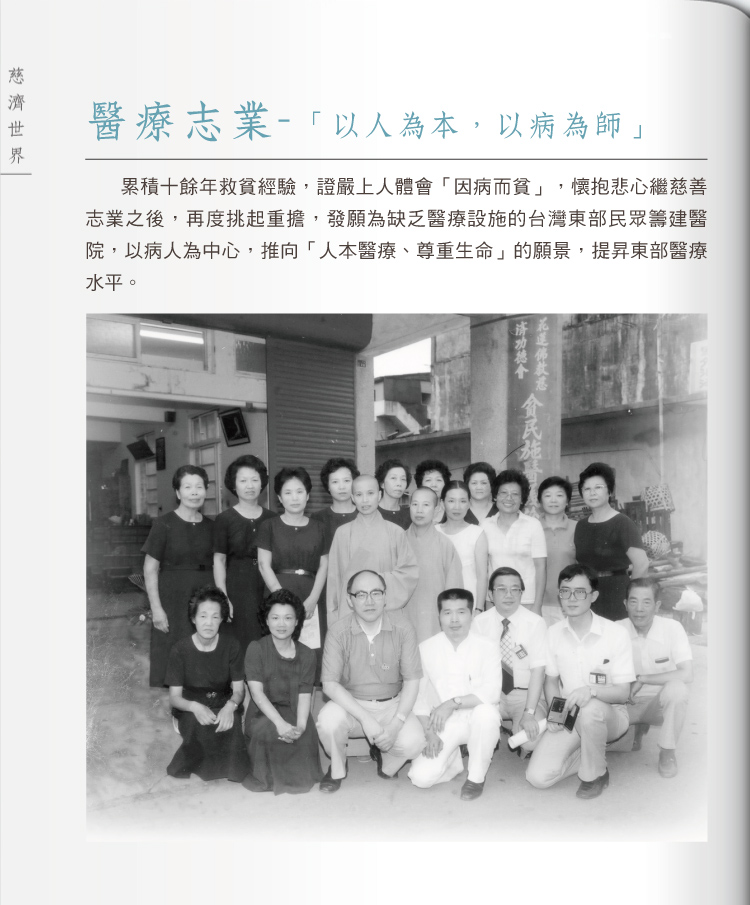 慈濟世界
醫療志業-「以人為本，以病為師」
累積十餘年救貧經驗，證嚴上人體會「因病而貧」，懷抱悲心繼慈善
志業之後，再度挑起重擔，發願為缺乏醫療設施的台灣東部民眾籌建醫
院，以病人為中心，推向「人本醫療、尊重生命」的願景，提昇東部醫療
水平。
花蓮佛教慈
濟功德會
貧民施醫